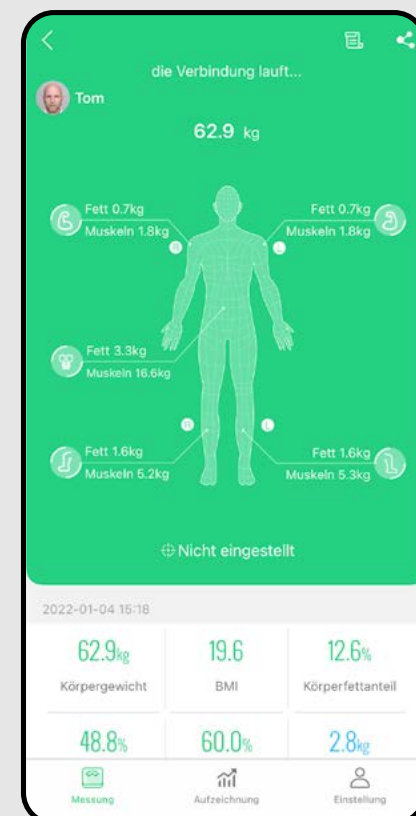 die Verbindung lauft...
Tom
62.9 kg
Fett 0.7kg
Muskeln 1.8kg
R
Fett 0.7kg
Muskeln 1.8kg
L
Fett 3.3kg
Muskeln 16.6kg
R
L
Fett 1.6kg
Muskeln 5.2kg
Fett 1.6kg
Muskeln 5.3kg
Nicht eingestellt
2022-01-04 15:18
62.9kg
19.6
12.6%
Körpergewicht
BMI
Körperfettanteil
48.8%
60.0%
2.8kg
Messung
Aufzeichnung
Einstellung